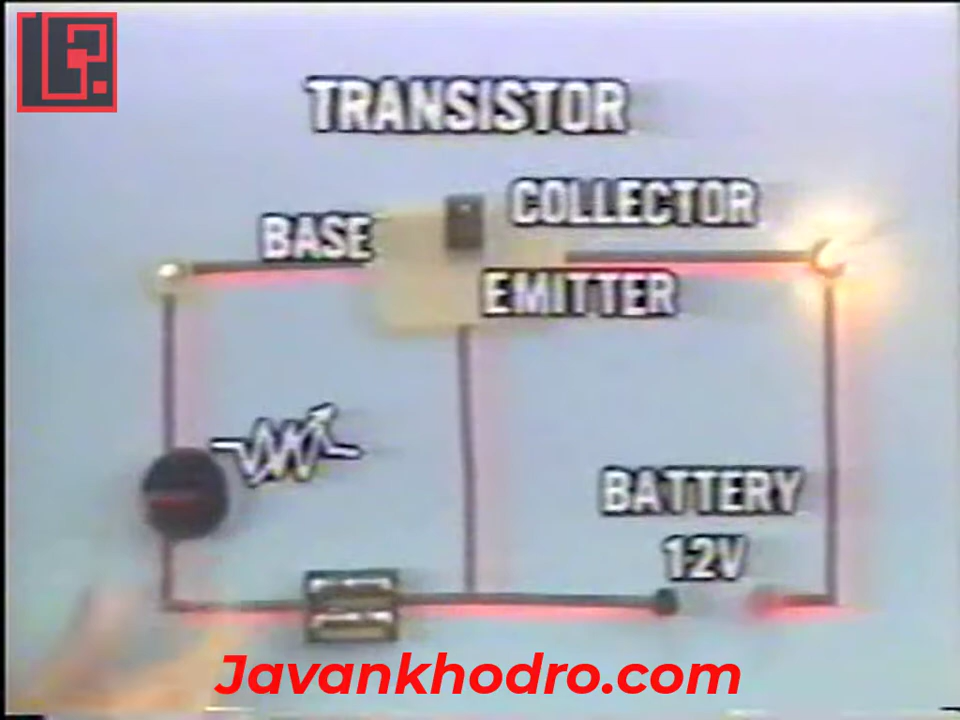 TRANSISTOR
COLLECTOR
BASE
EMITTER
BATTERY
12V
Javankhodro.com